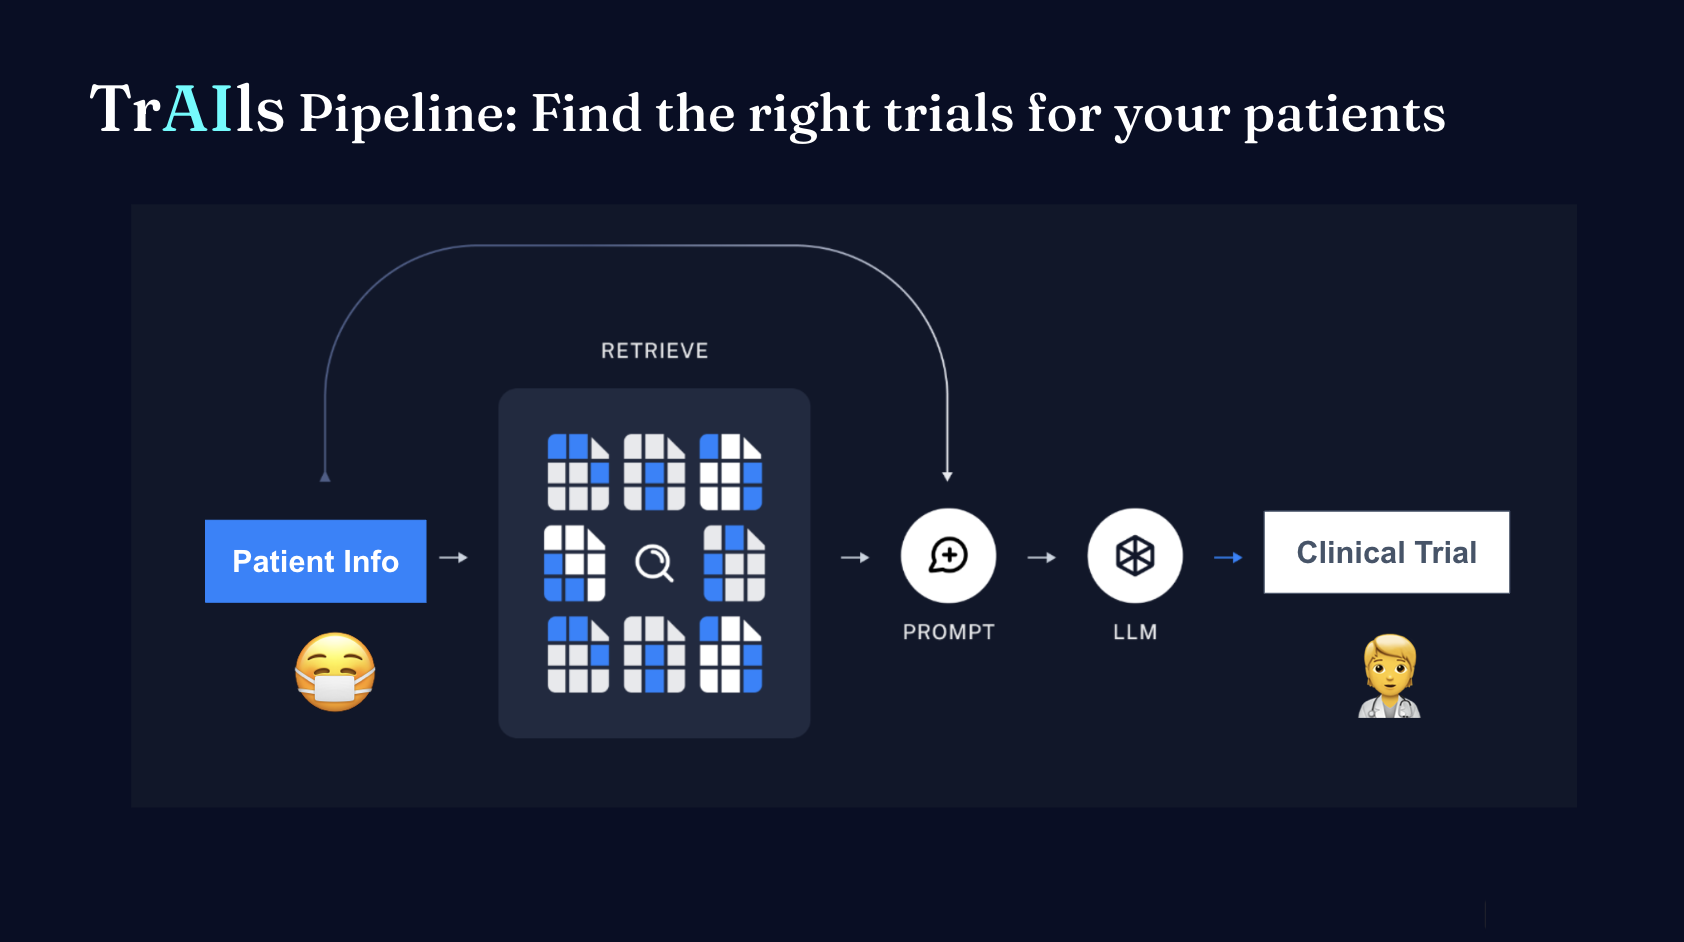 TrAIls Pipeline: Find the right trials for your patients
RETRIEVE
Patient Info
PROMPT
LLM
Clinical Trial